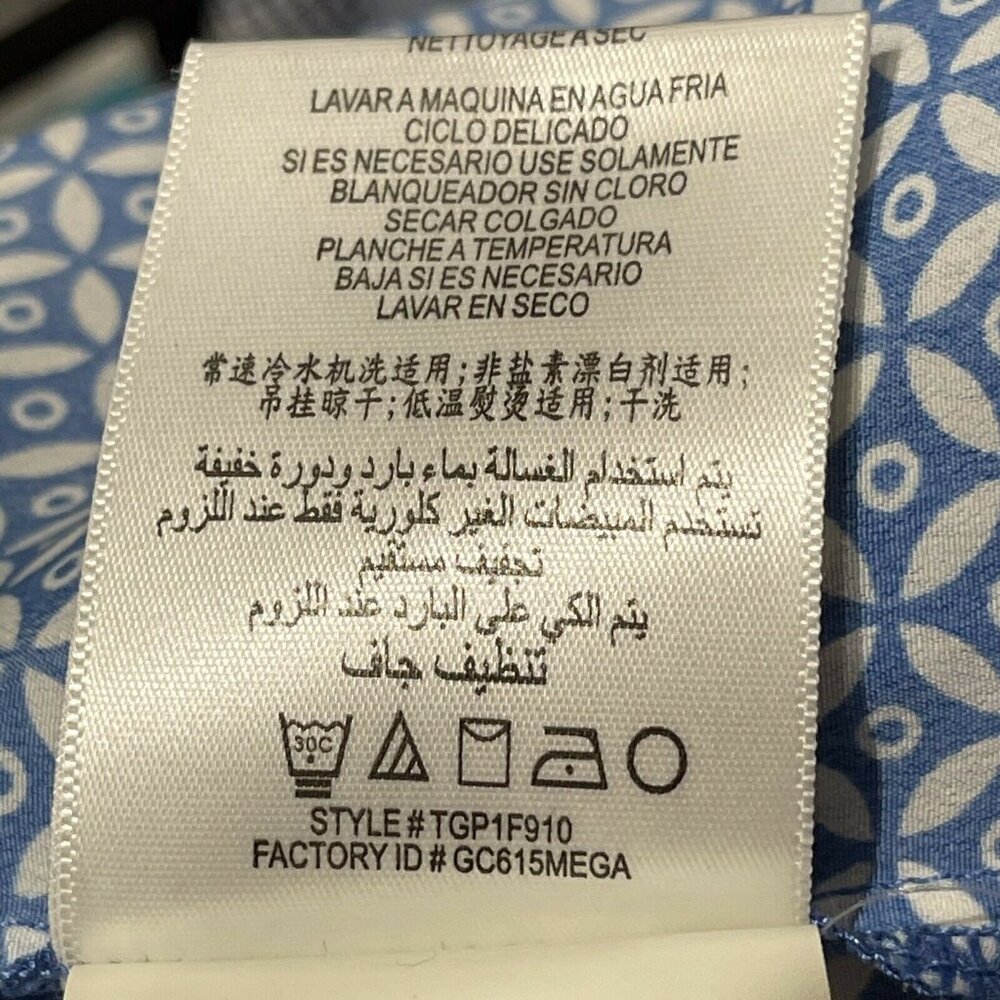 NETTOYAGE A SEC
LAVAR A MAQUINA EN AGUA FRIA
CICLO DELICADO
SI ES NECESARIO USE SOLAMENTE
BLANQUEADOR SIN CLORO
SECAR COLGADO
PLANCHE A TEMPERATURA
BAJA SI ES NECESARIO
LAVAR EN SECO
常速冷水机洗适用;非盐素漂白剂适用;
吊挂晾干;低温熨烫适用;干洗
يتم استخدام الغسالة بماء بارد ودورة خفيفة
تستخدم المبيضات الغير كلورية فقط عند اللزوم
تجفيف مستقيم
يتم الكي على البارد عند اللزوم
تنظيف جاف
30C
STYLE # TGP1F910
FACTORY ID # GC615MEGA